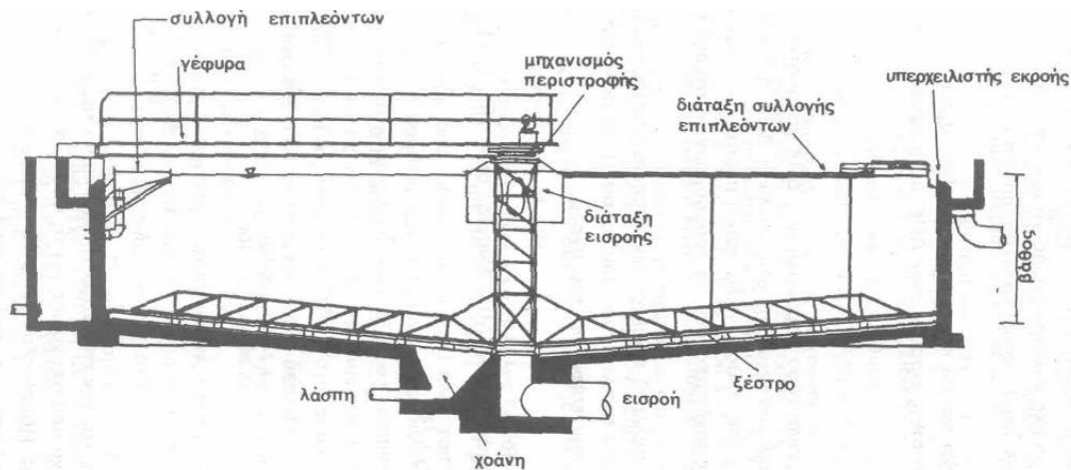 συλλογή επιπλεόντων
γέφυρα
μηχανισμός
περιστροφής
υπερχειλιστής εκροής
διάταξη συλλογής
επιπλεόντων
διάταξη
εισροής
βάθος
ξέστρο
λάσπη
εισροή
χοάνη